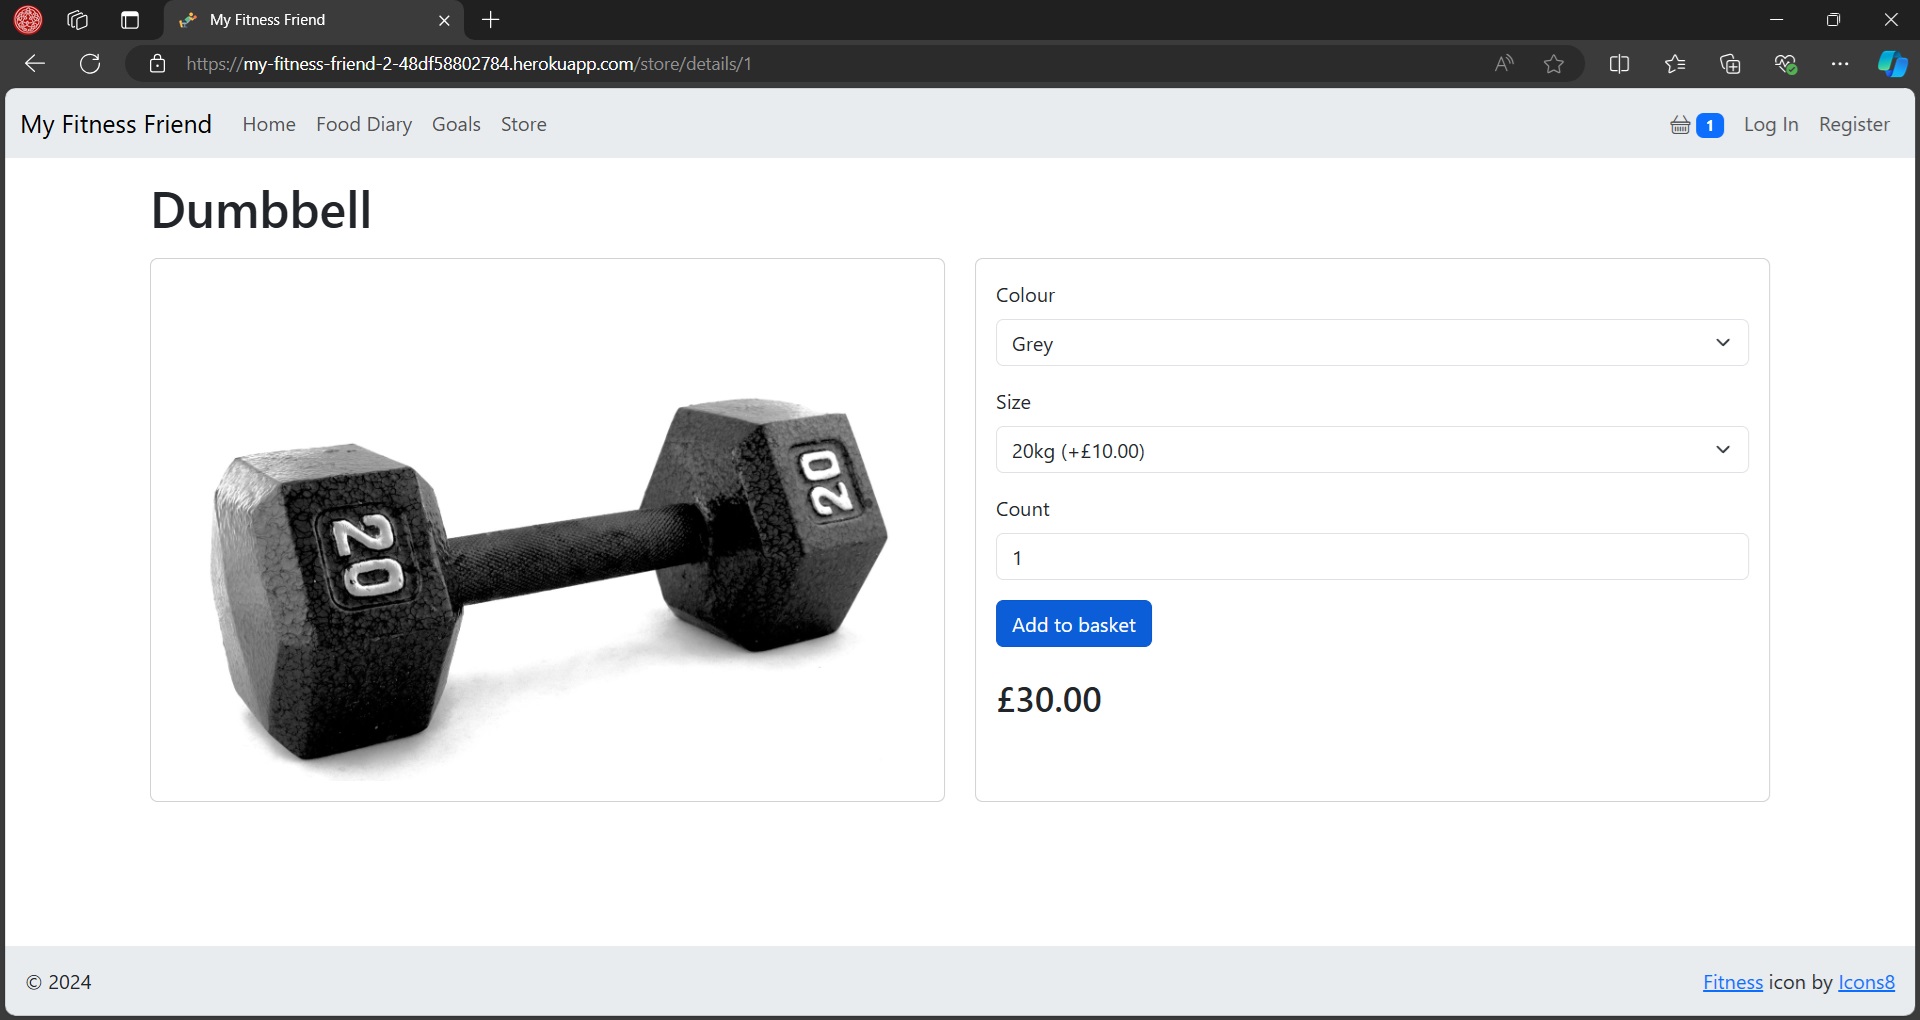 My Fitness Friend
https://my-fitness-friend-2-48df58802784.herokuapp.com/store/details/1
My Fitness Friend Home Food Diary Goals Store 1 Log In Register
Dumbbell
20
20
Colour
Grey
Size
20kg (+£10.00)
Count
1
Add to basket
£30.00
© 2024
Fitness icon by Icons8